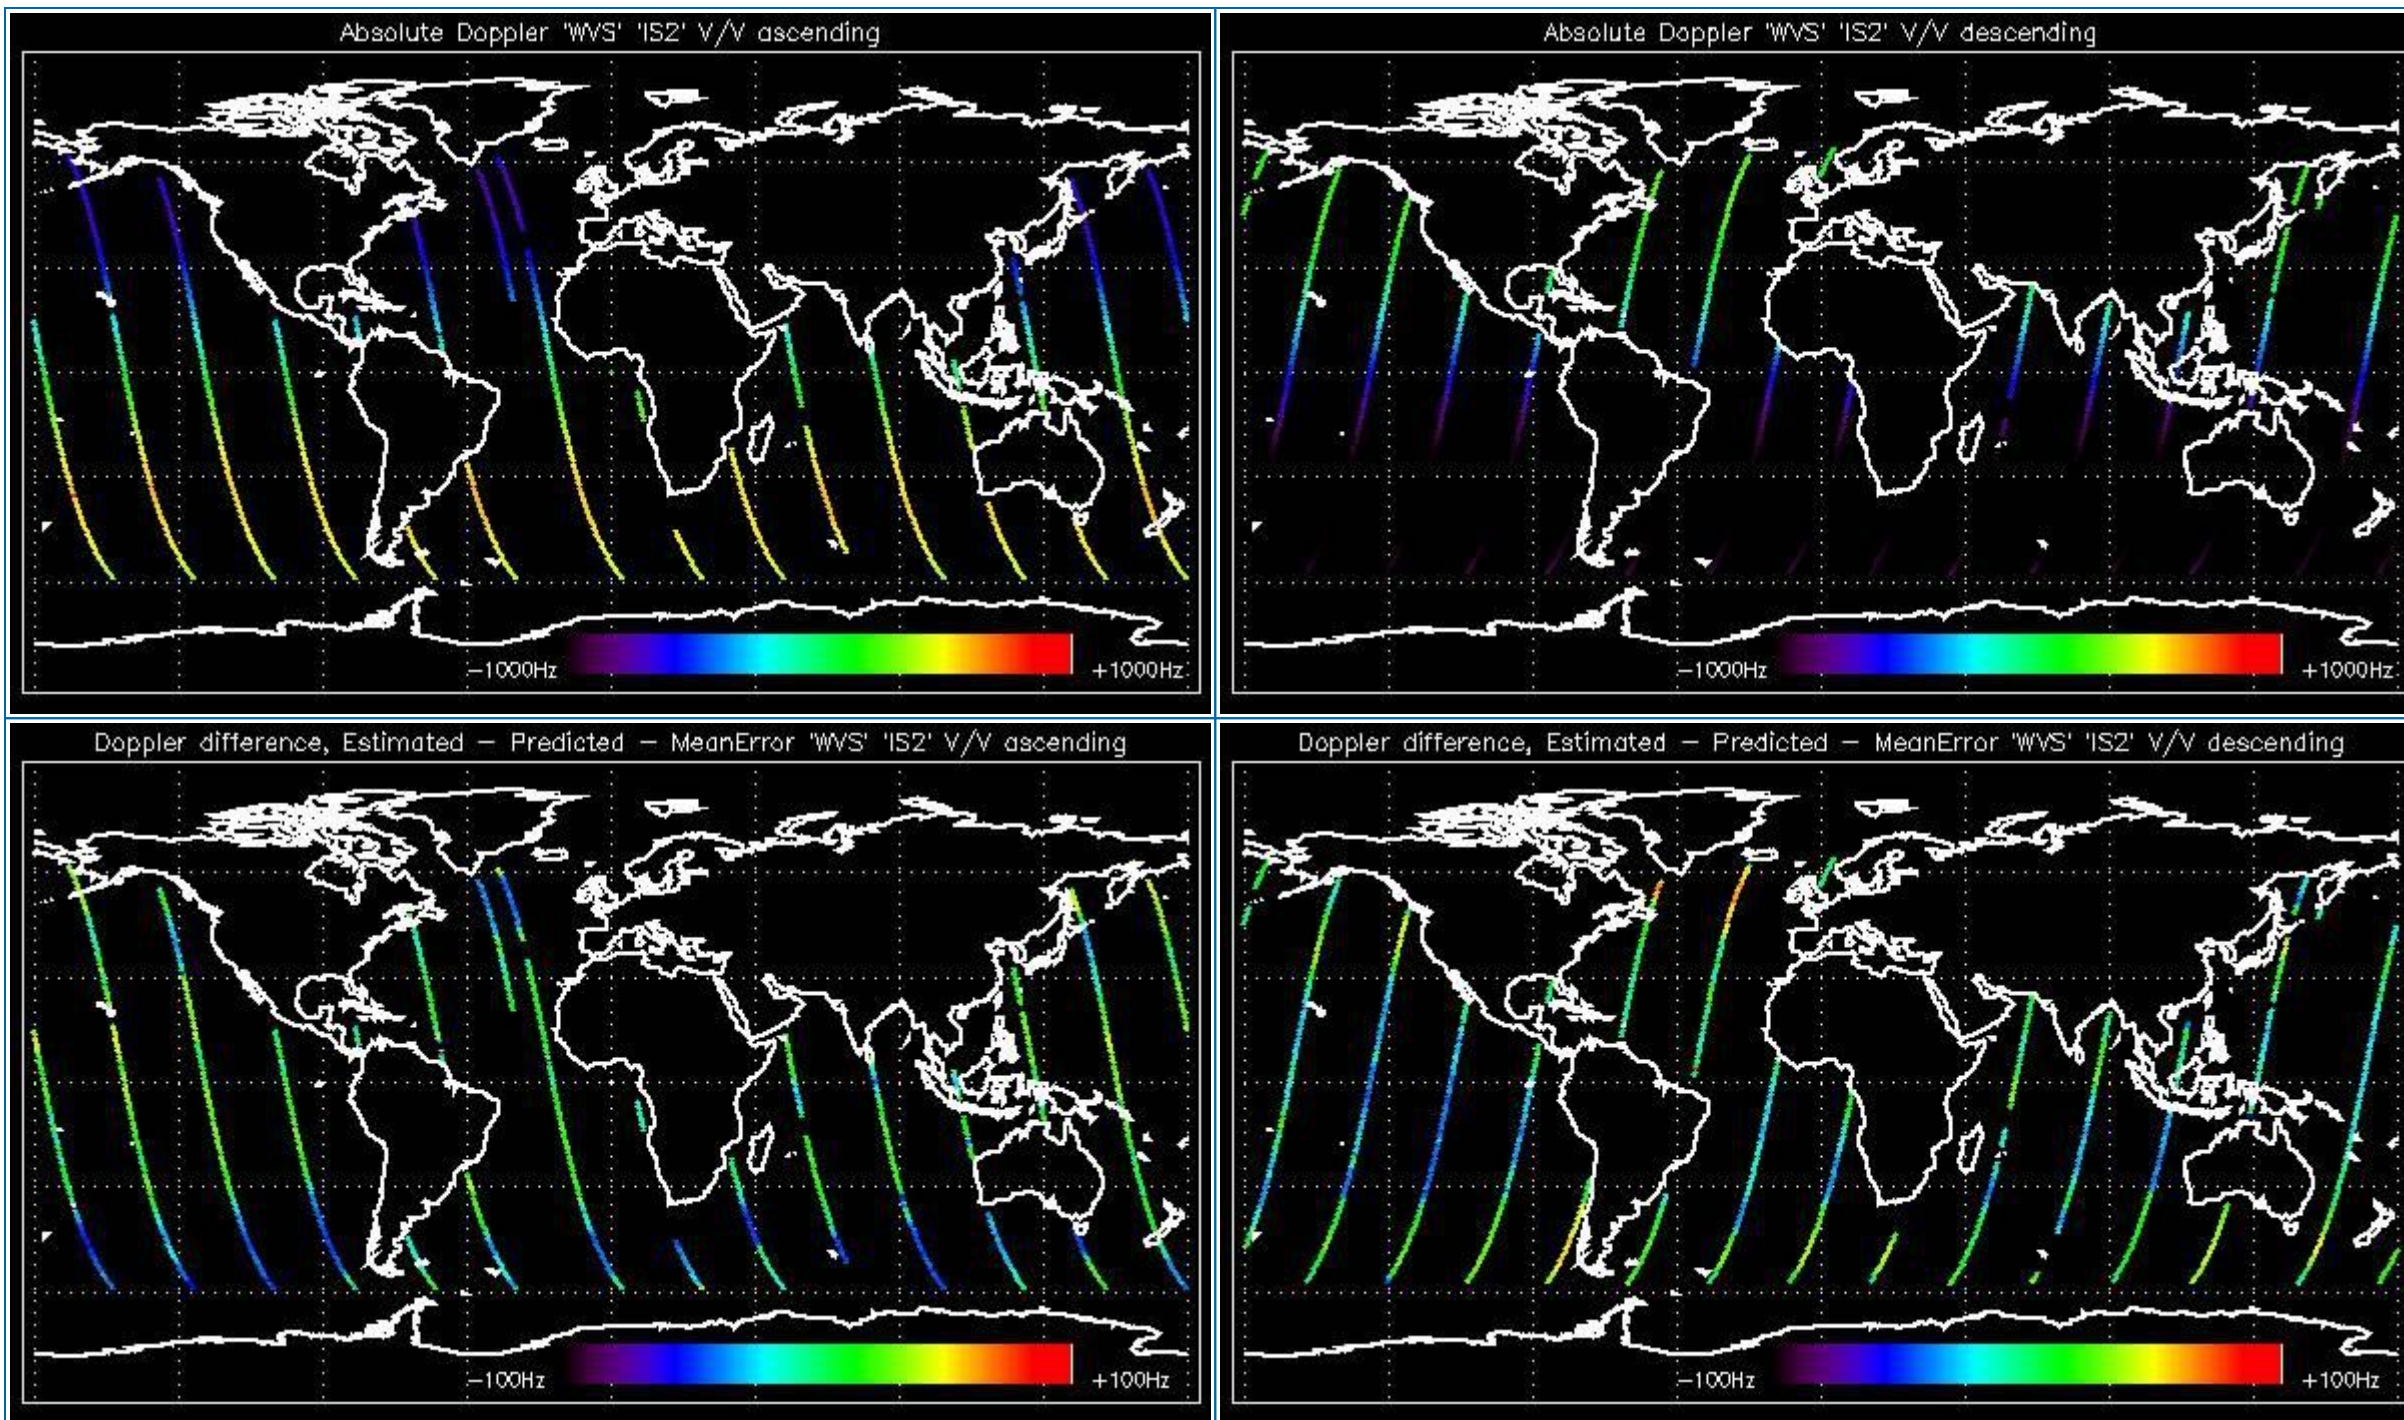 Absolute Doppler 'WVS' 'IS2' V/V ascending
-1000Hz
+1000Hz
Absolute Doppler 'WVS' 'IS2' V/V descending
-1000Hz
+1000Hz
Doppler difference, Estimated - Predicted - MeanError 'WVS' 'IS2' V/V ascending
-100Hz
+100Hz
Doppler difference, Estimated - Predicted - MeanError 'WVS' 'IS2' V/V descending
-100Hz
+100Hz